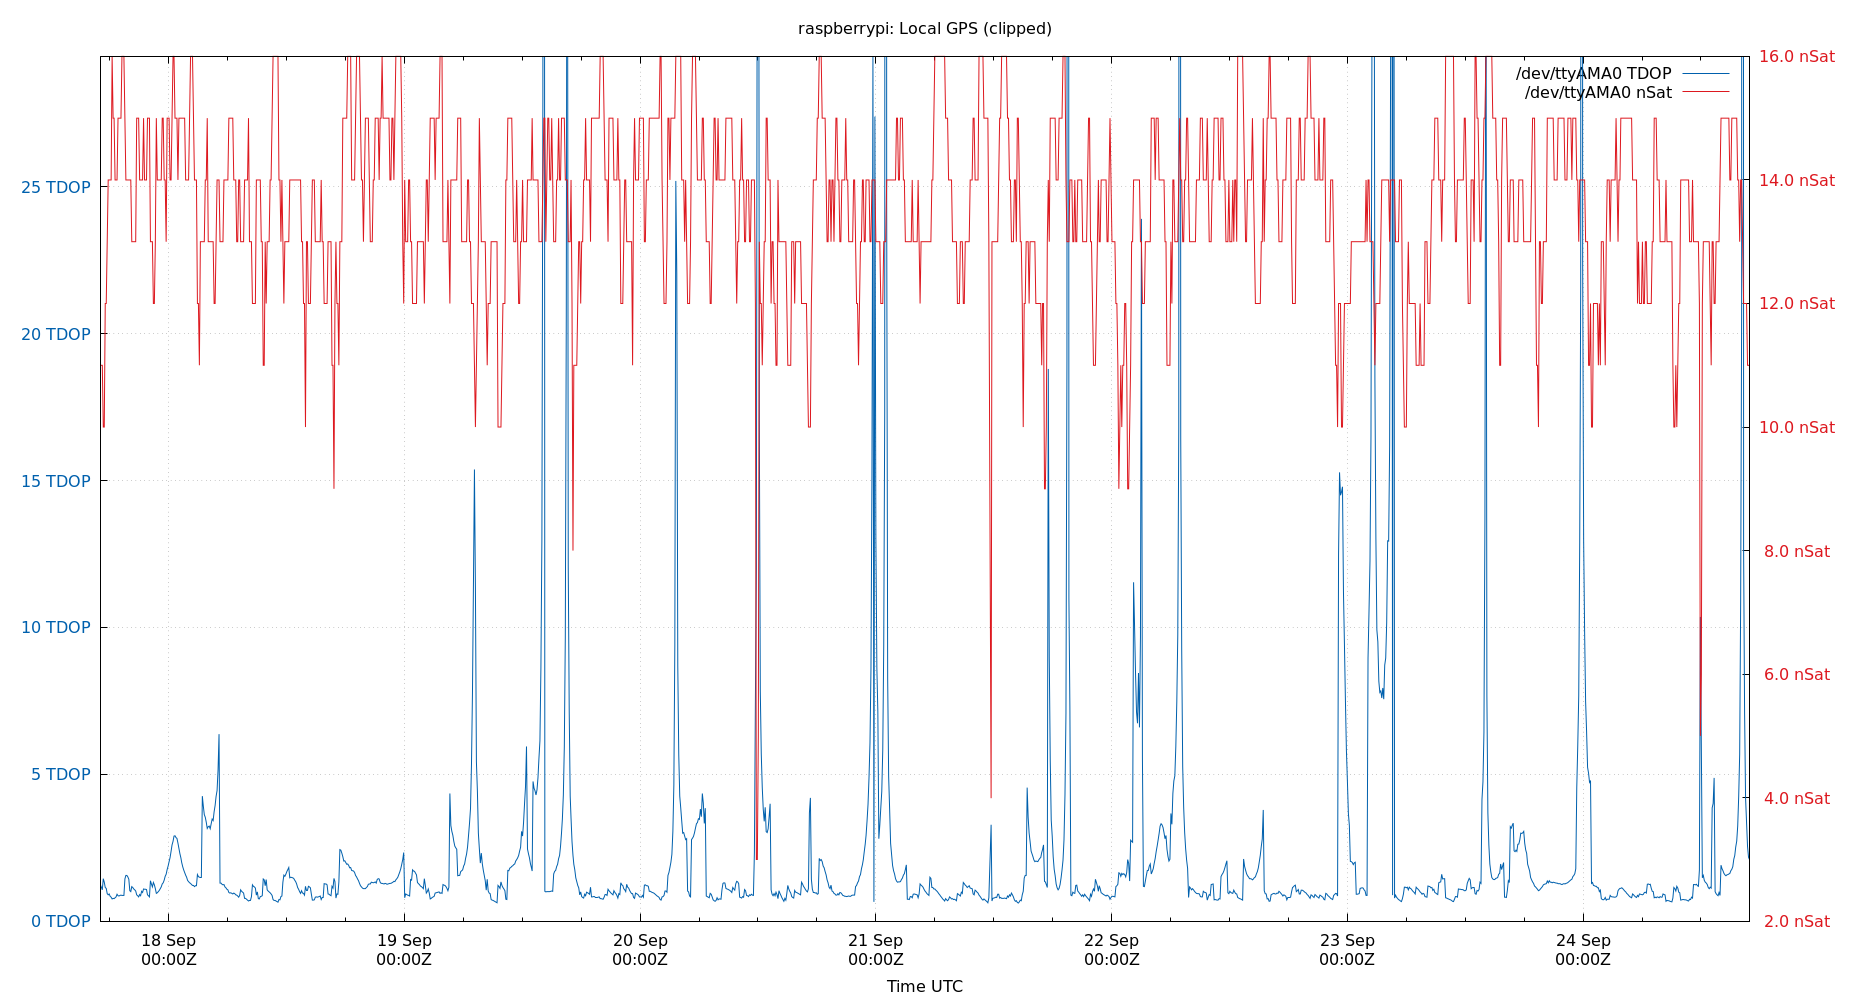 raspberrypi: Local GPS (clipped)
/dev/ttyAMA0 TDOP
/dev/ttyAMA0 nSat
25 TDOP
20 TDOP
15 TDOP
10 TDOP
5 TDOP
0 TDOP
16.0 nSat
14.0 nSat
12.0 nSat
10.0 nSat
8.0 nSat
6.0 nSat
4.0 nSat
2.0 nSat
18 Sep
00:00Z
19 Sep
00:00Z
20 Sep
00:00Z
21 Sep
00:00Z
22 Sep
00:00Z
23 Sep
00:00Z
24 Sep
00:00Z
Time UTC